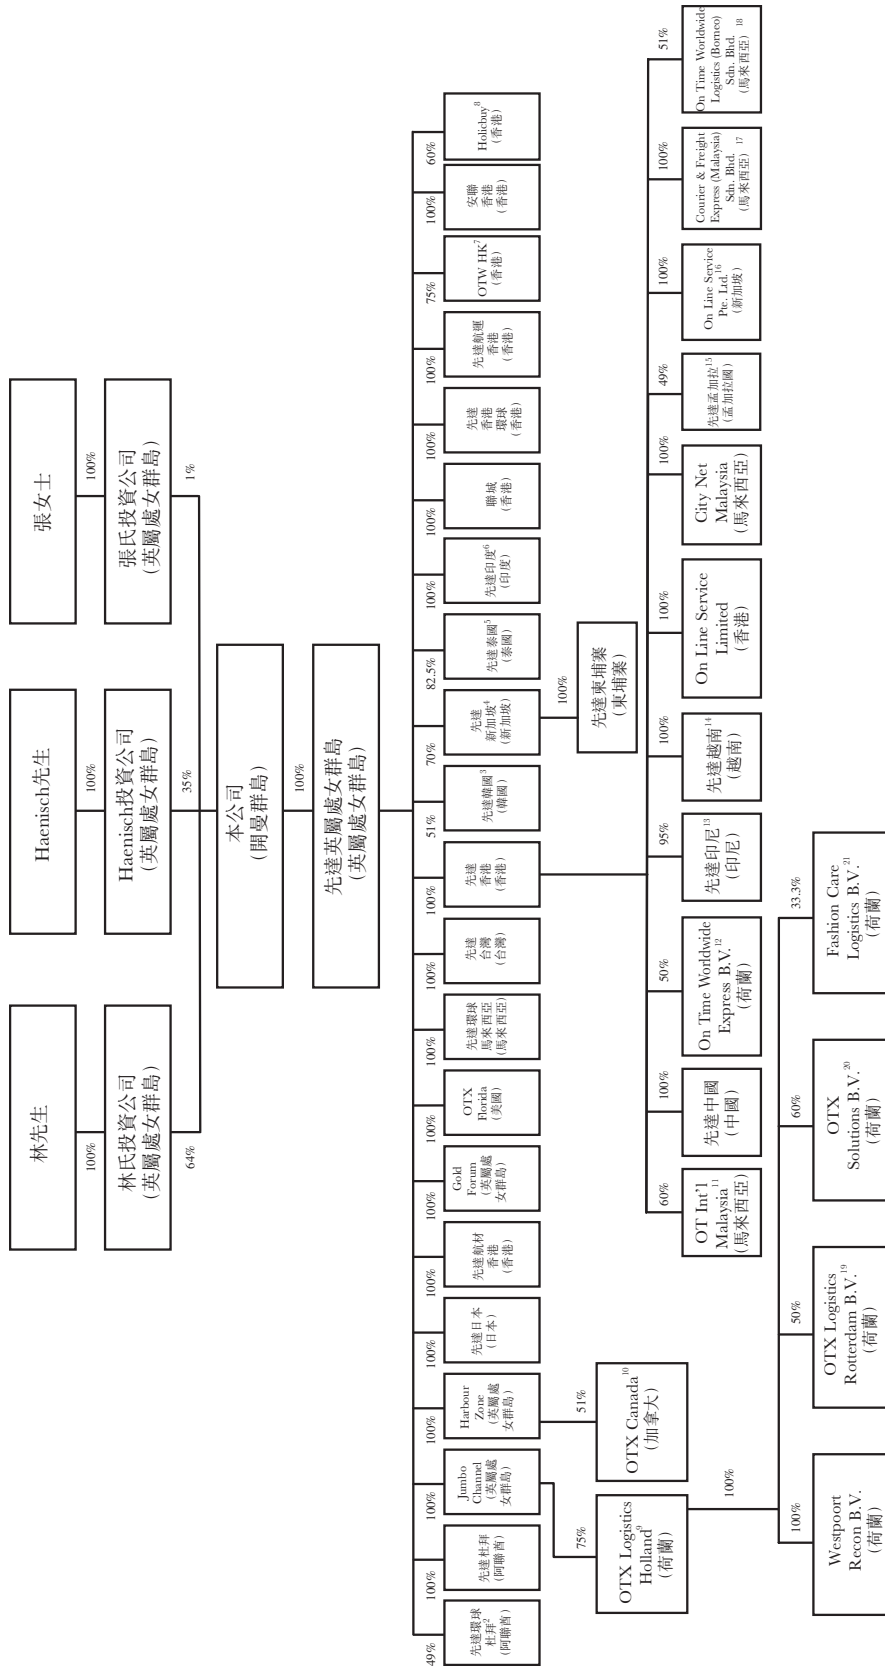 林先生
Haenisch先生
張女士
100%
100%
100%
林氏投資公司
(英屬處女群島)
Haenisch投資公司
(英屬處女群島)
張氏投資公司
(英屬處女群島)
64%
35%
1%
本公司
(開曼群島)
100%
先達英屬處女群島
(英屬處女群島)
49%
100%
100%
100%
100%
100%
100%
100%
100%
100%
100%
51%
70%
82.5%
100%
100%
100%
100%
75%
100%
60%
先達環球
杜拜2
(阿聯酋)
先達杜拜
(阿聯酋)
Jumbo
Channel
(英屬處
女群島)
Harbour
Zone
(英屬處
女群島)
先達日本
(日本)
先達航材
香港
(香港)
Gold
Forum
(英屬處
女群島)
OTX
Florida
(美國)
先達環球
馬來西亞
(馬來西亞)
先達
台灣
(台灣)
先達
香港
(香港)
先達韓國3
(韓國)
先達
新加坡4
(新加坡)
先達泰國5
(泰國)
先達印度6
(印度)
聯城
(香港)
先達
香港
環球
(香港)
先達航運
香港
(香港)
OTW HK7
(香港)
安聯
香港
(香港)
Holicbuy8
(香港)
75%
51%
100%
OTX Logistics
Holland9
(荷蘭)
OTX Canada10
(加拿大)
先達柬埔寨
(柬埔寨)
60%
100%
50%
95%
100%
100%
100%
49%
100%
100%
51%
OT Int'l
Malaysia11
(馬來西亞)
先達中國
(中國)
On Time Worldwide
Express B.V.12
(荷蘭)
先達印尼13
(印尼)
先達越南14
(越南)
On Line Service
Limited
(香港)
City Net
Malaysia
(馬來西亞)
先達孟加拉15
(孟加拉國)
On Line Service
Pte. Ltd.16
(新加坡)
Courier & Freight
Express (Malaysia)
Sdn. Bhd.
(馬來西亞) 17
On Time Worldwide
Logistics (Borneo)
Sdn. Bhd.
(馬來西亞) 18
100%
100%
50%
60%
33.3%
Westpoort
Recon B.V.
(荷蘭)
OTX Logistics
Rotterdam B.V.19
(荷蘭)
OTX
Solutions B.V.20
(荷蘭)
Fashion Care
Logistics B.V.21
(荷蘭)